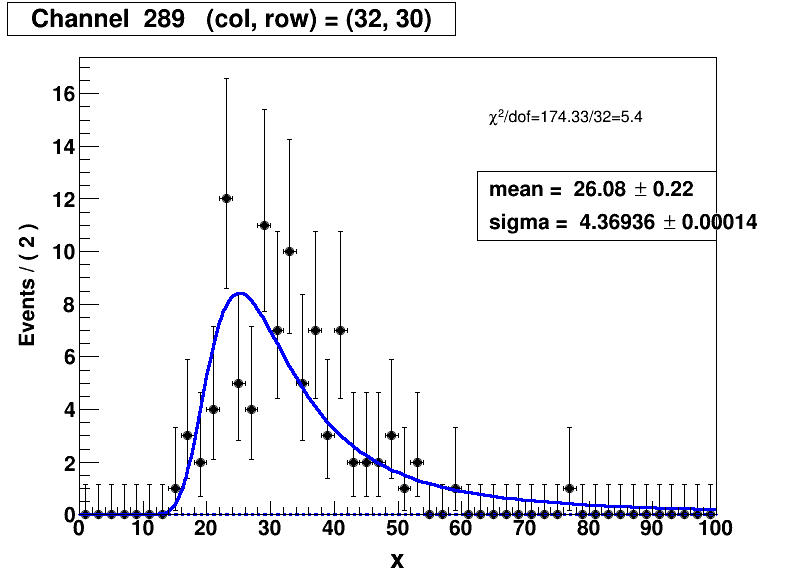 Channel 289 (col, row) = (32, 30)
χ²/dof=174.33/32=5.4
mean = 26.08 ± 0.22
sigma = 4.36936 ± 0.00014
Events / ( 2 )
16
14
12
10
8
6
4
2
0
0 10 20 30 40 50 60 70 80 90 100
x